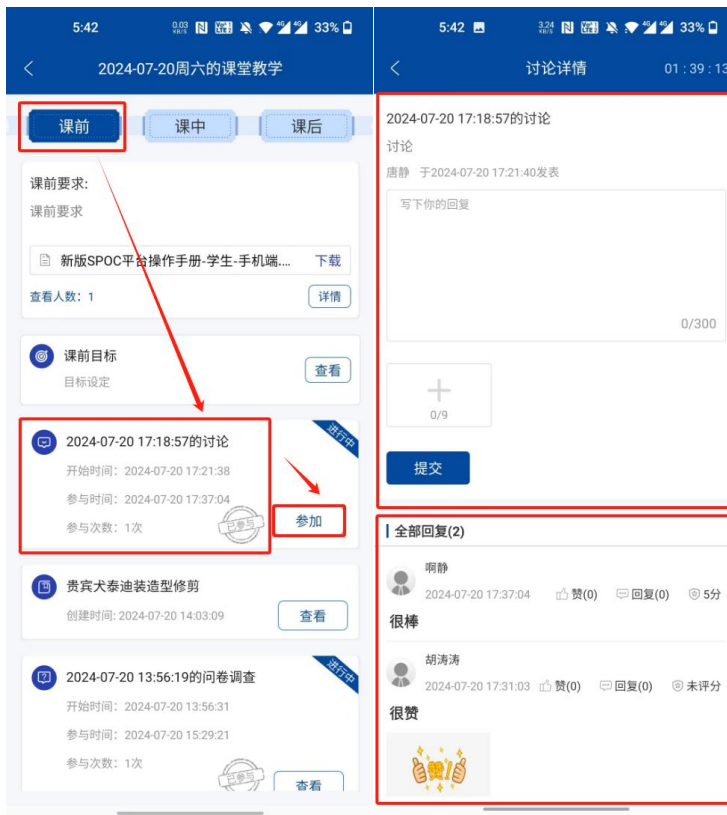 5:42 0.03 KB/S 4G 4G 33%
2024-07-20周六的课堂教学
课前 课中 课后
课前要求:
课前要求
新版SPOC平台操作手册-学生-手机端.... 下载
查看人数：1 详情
课前目标
目标设定
查看
进行中
2024-07-20 17:18:57的讨论
开始时间：2024-07-20 17:21:38
参与时间：2024-07-20 17:37:04
参与次数：1次 已参与 参加
贵宾犬泰迪装造型修剪
创建时间: 2024-07-20 14:03:09 查看
进行中
2024-07-20 13:56:19的问卷调查
开始时间：2024-07-20 13:56:31
参与时间：2024-07-20 15:29:21
参与次数：1次 已参与 查看
5:42 3.24 KB/S 4G 4G 33%
讨论详情 01 : 39 : 13
2024-07-20 17:18:57的讨论
讨论
唐静 于2024-07-20 17:21:40发表
写下你的回复
0/300
0/9
提交
全部回复(2)
啊静
2024-07-20 17:37:04 赞(0) 回复(0) 5分
很棒
胡涛涛
2024-07-20 17:31:03 赞(0) 回复(0) 未评分
很赞
赞!